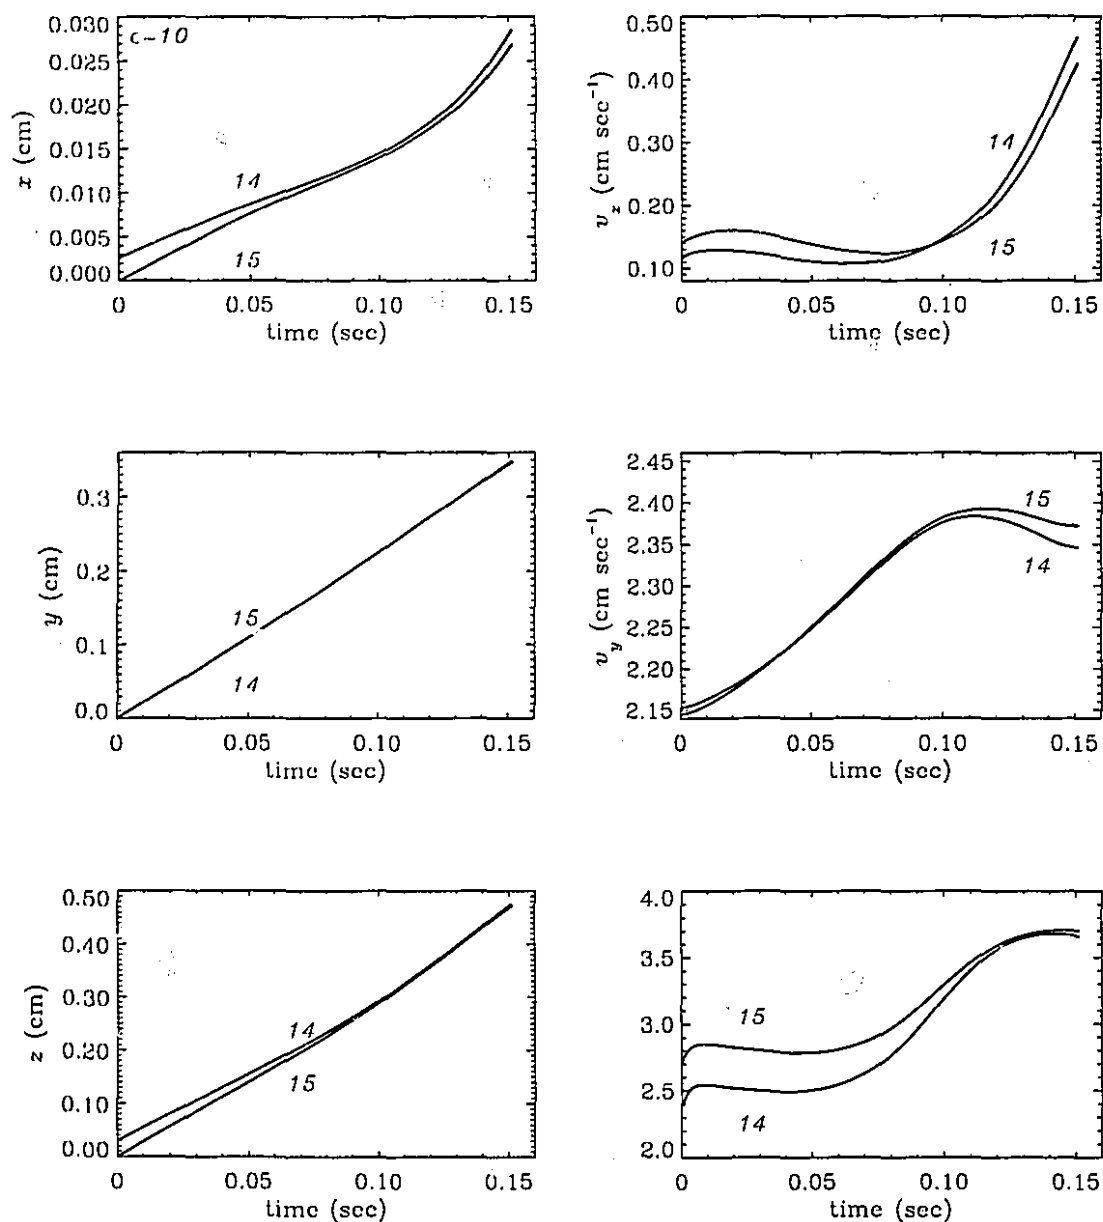 c-10
x (cm)
0.030
0.025
0.020
0.015
0.010
0.005
0.000
14
15
0 0.05 0.10 0.15
time (sec)
v_x (cm sec⁻¹)
0.50
0.40
0.30
0.20
0.10
14
15
0 0.05 0.10 0.15
time (sec)
y (cm)
0.3
0.2
0.1
0.0
15
14
0 0.05 0.10 0.15
time (sec)
v_y (cm sec⁻¹)
2.45
2.40
2.35
2.30
2.25
2.20
2.15
15
14
0 0.05 0.10 0.15
time (sec)
z (cm)
0.50
0.40
0.30
0.20
0.10
0.00
14
15
0 0.05 0.10 0.15
time (sec)
4.0
3.5
3.0
2.5
2.0
15
14
0 0.05 0.10 0.15
time (sec)